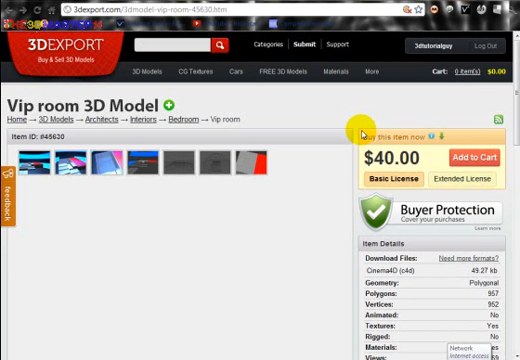 3dexport.com/3dmodel-vip-room-45630.htm
3DEXPORT
Buy & Sell 3D Models
Categories Submit Support
3dtutorialguy Log Out
3D Models CG Textures Cars FREE 3D Models Materials More
Cart: 0 item(s) $0.00
Vip room 3D Model
Home → 3D Models → Architects → Interiors → Bedroom → Vip room
Item ID: #45630
Buy this item now
$40.00 Add to Cart
Basic License Extended License
Buyer Protection
Cover your purchases
Learn more
feedback
Item Details
Download Files: Need more formats?
Cinema4D (c4d) 49.27 kb
Geometry: Polygonal
Polygons: 957
Vertices: 952
Animated: No
Textures: Yes
Rigged: No
Materials:
Views:
Network
Internet access